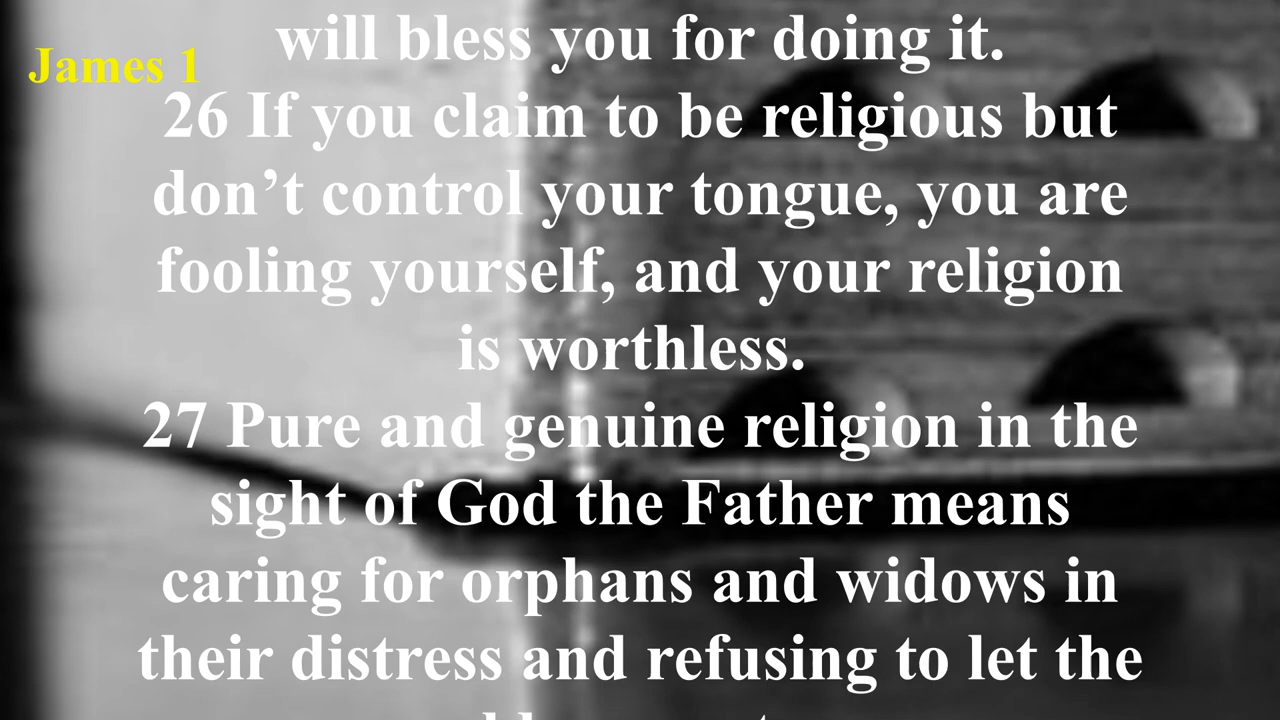 James 1
will bless you for doing it.
26 If you claim to be religious but
don’t control your tongue, you are
fooling yourself, and your religion
is worthless.
27 Pure and genuine religion in the
sight of God the Father means
caring for orphans and widows in
their distress and refusing to let the